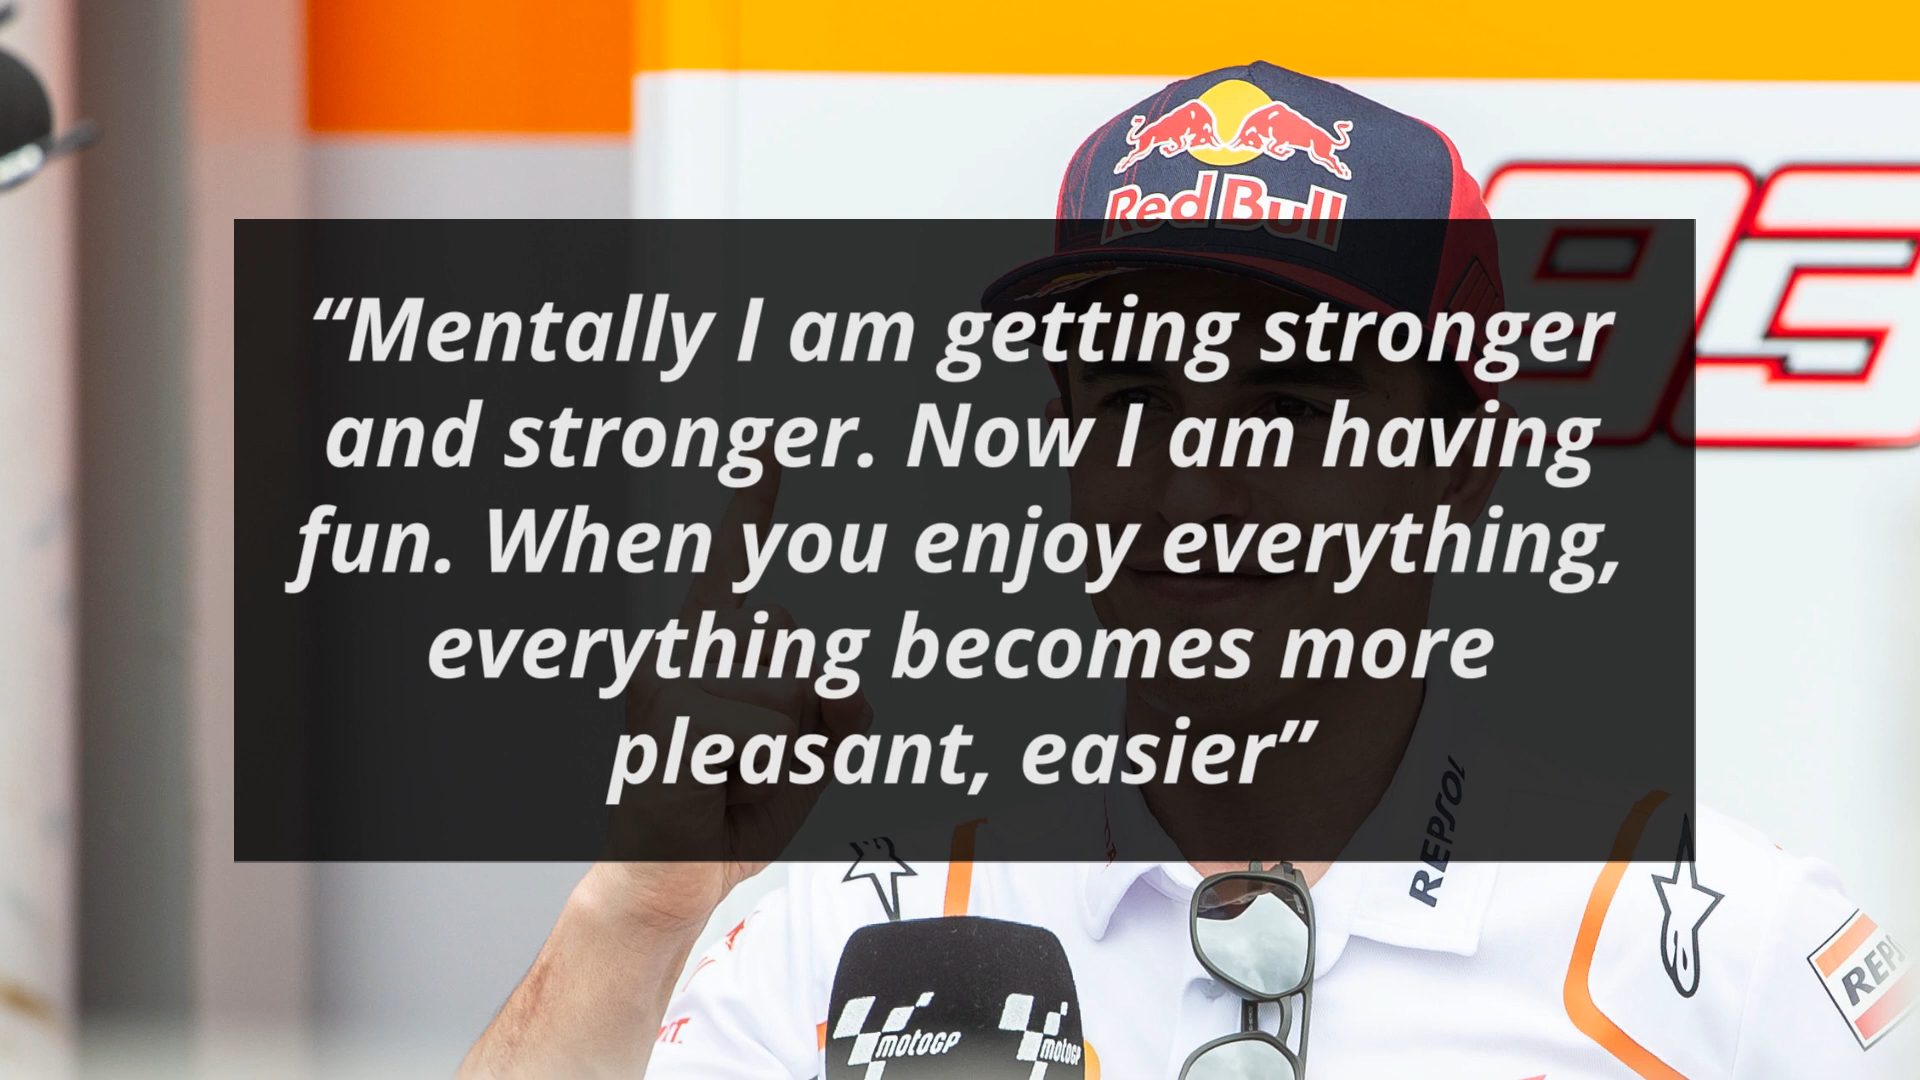 Red Bull
93
“Mentally I am getting stronger
and stronger. Now I am having
fun. When you enjoy everything,
everything becomes more
pleasant, easier”
REPSOL
motoGP
motoGP